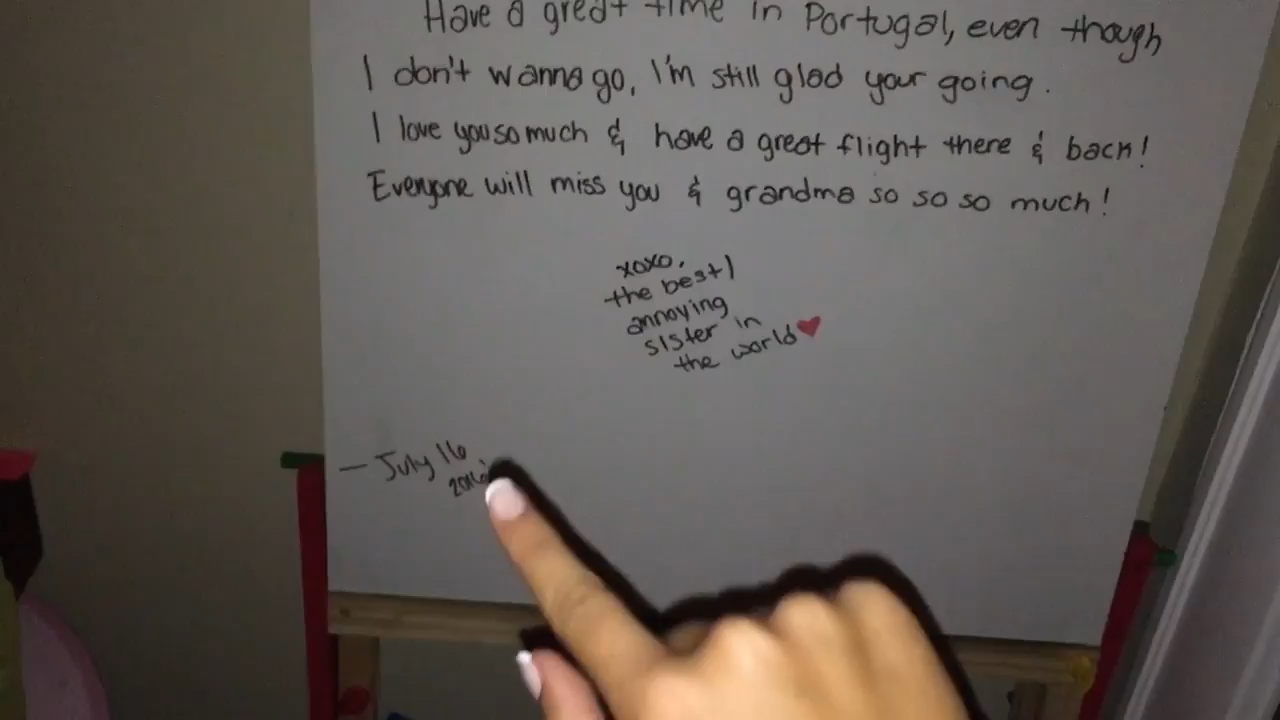 Have a great time in Portugal, even though
I don't wanna go, I'm still glad your going.
I love you so much & have a great flight there & back!
Everyone will miss you & grandma so so so much!
xoxo,
the best/
annoying
sister in
the world
— July 16
2016